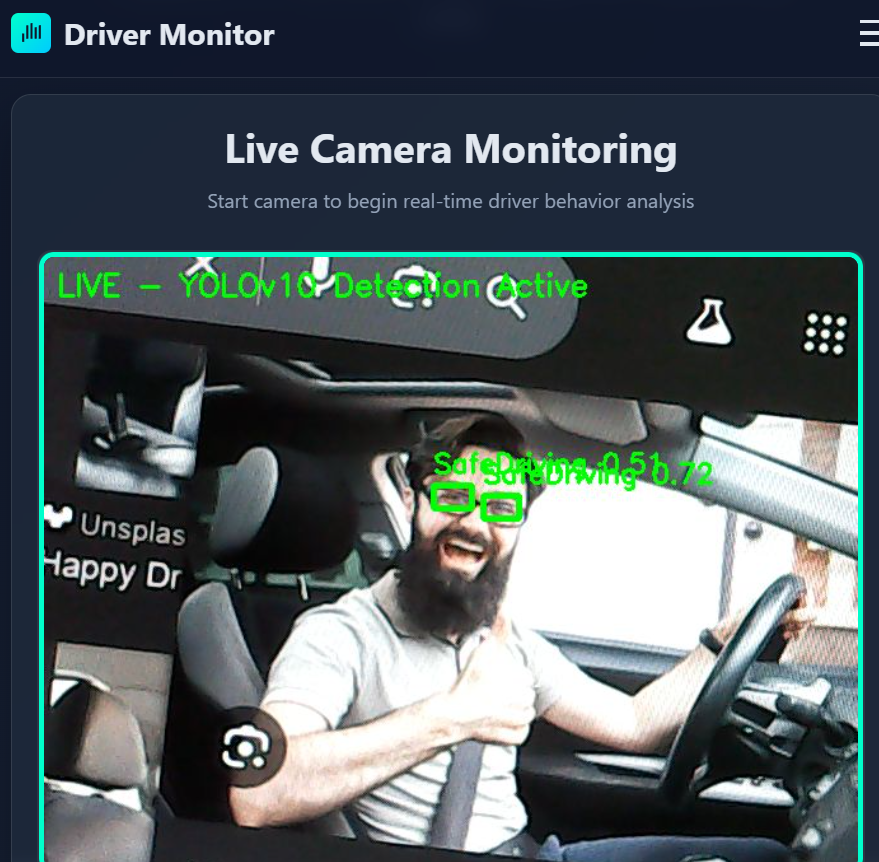 Driver Monitor
Live Camera Monitoring
Start camera to begin real-time driver behavior analysis
LIVE - YOLOv10 Detection Active
SafeDriving 0.51
SafeDriving 0.72
Unsplas
Happy Dr